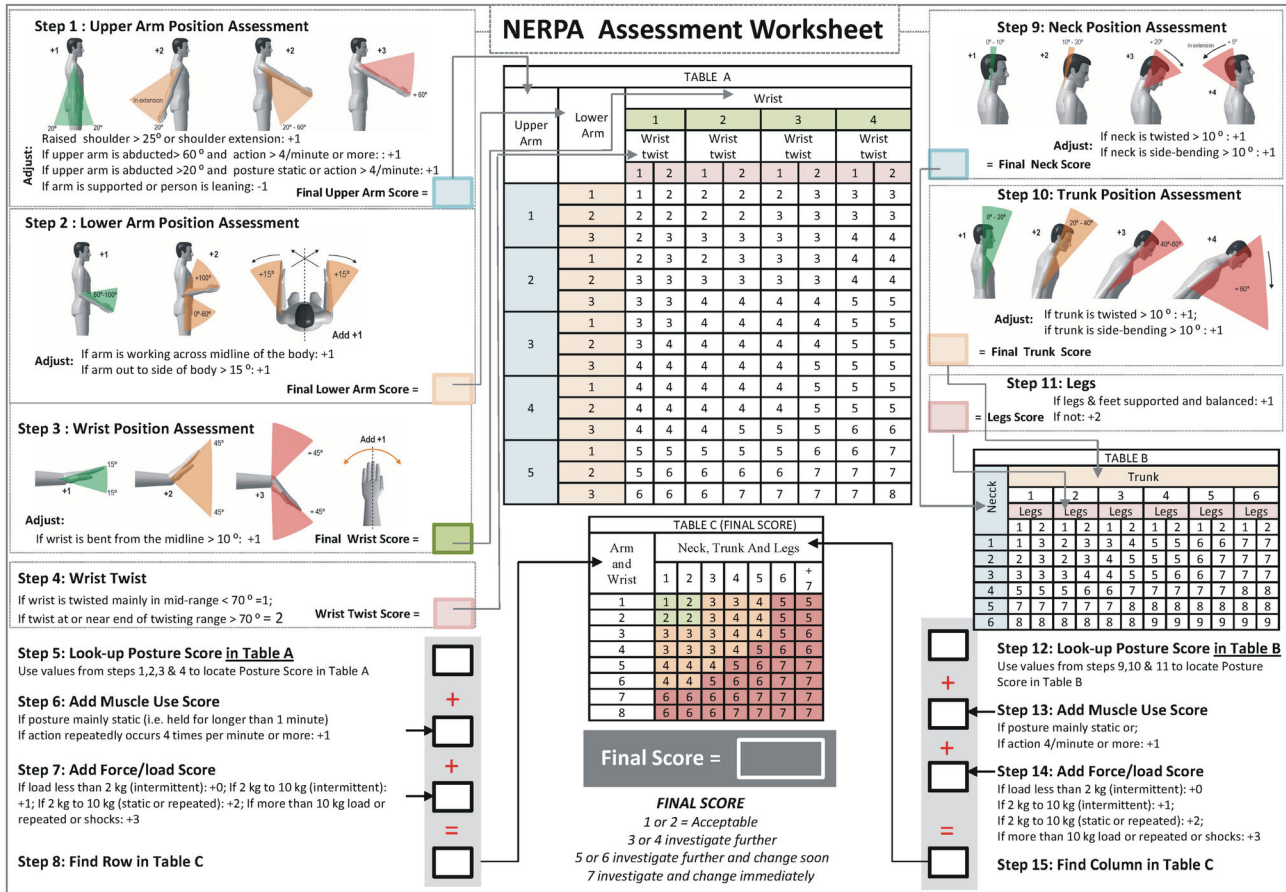 NERPA Assessment Worksheet
Step 1 : Upper Arm Position Assessment
+1
+2
+2
+3
In extension
20º 20º
20º
20º - 60º
+ 60º
Adjust:
Raised shoulder > 25º or shoulder extension: +1
If upper arm is abducted> 60 º and action > 4/minute or more: : +1
If upper arm is abducted >20 º and posture static or action > 4/minute: +1
If arm is supported or person is leaning: -1
Final Upper Arm Score =
Step 2 : Lower Arm Position Assessment
+1
+2
60º-100º
+100º
0º-60º
+15º
+15º
Add +1
Adjust:
If arm is working across midline of the body: +1
If arm out to side of body > 15 º: +1
Final Lower Arm Score =
Step 3 : Wrist Position Assessment
15º
+1
15º
45º
+2
45º
+ 45º
+3
+ 45º
Add +1
Adjust:
If wrist is bent from the midline > 10 º: +1
Final Wrist Score =
Step 4: Wrist Twist
If wrist is twisted mainly in mid-range < 70 º =1;
If twist at or near end of twisting range > 70 º = 2
Wrist Twist Score =
Step 5: Look-up Posture Score in Table A
Use values from steps 1,2,3 & 4 to locate Posture Score in Table A
+
Step 6: Add Muscle Use Score
If posture mainly static (i.e. held for longer than 1 minute)
If action repeatedly occurs 4 times per minute or more: +1
+
Step 7: Add Force/load Score
If load less than 2 kg (intermittent): +0; If 2 kg to 10 kg (intermittent):
+1; If 2 kg to 10 kg (static or repeated): +2; If more than 10 kg load or
repeated or shocks: +3
=
Step 8: Find Row in Table C
TABLE A
Upper Arm
Lower Arm
Wrist
1 2 3 4
Wrist twist Wrist twist Wrist twist Wrist twist
1 2 1 2 1 2 1 2
1 1 1 2 2 2 2 3 3 3
2 2 2 2 2 3 3 3 3
3 2 3 3 3 3 3 4 4
2 1 2 3 3 3 3 3 4 4
2 3 3 3 3 3 3 4 4
3 3 3 4 4 4 4 5 5
3 1 3 3 4 4 4 4 5 5
2 3 4 4 4 4 4 5 5
3 4 4 4 4 4 5 5 5
4 1 4 4 4 4 4 5 5 5
2 4 4 4 4 4 5 5 5
3 4 4 4 5 5 5 6 6
5 1 5 5 5 5 5 6 6 7
2 5 6 6 6 6 7 7 7
3 6 6 6 7 7 7 7 8
TABLE C (FINAL SCORE)
Arm and Wrist
Neck, Trunk And Legs
1 2 3 4 5 6 + 7
1 1 2 3 3 4 5 5
2 2 2 3 4 4 5 5
3 3 3 3 4 4 5 6
4 3 3 3 4 5 6 6
5 4 4 4 5 6 7 7
6 4 4 5 6 6 7 7
7 6 6 6 6 7 7 7
8 6 6 6 7 7 7 7
Final Score =
FINAL SCORE
1 or 2 = Acceptable
3 or 4 investigate further
5 or 6 investigate further and change soon
7 investigate and change immediately
Step 9: Neck Position Assessment
0º - 10º
+1
10º - 20º
+2
+ 20º
+3
In extension
+ 5º
+4
Adjust:
If neck is twisted > 10 º : +1
If neck is side-bending > 10 º : +1
= Final Neck Score
Step 10: Trunk Position Assessment
0º - 20º
+1
20º - 40º
+2
40º-60º
+3
+4
+ 60º
Adjust:
If trunk is twisted > 10 º : +1;
if trunk is side-bending > 10 º : +1
= Final Trunk Score
Step 11: Legs
If legs & feet supported and balanced: +1
If not: +2
= Legs Score
TABLE B
Necck
Trunk
1 2 3 4 5 6
Legs Legs Legs Legs Legs Legs
1 2 1 2 1 2 1 2 1 2 1 2
1 1 3 2 3 3 4 5 5 6 6 7 7
2 2 3 2 3 4 5 5 5 6 7 7 7
3 3 3 3 4 4 5 5 6 6 7 7 7
4 5 5 5 6 6 7 7 7 7 7 8 8
5 7 7 7 7 7 8 8 8 8 8 8 8
6 8 8 8 8 8 8 8 9 9 9 9 9
Step 12: Look-up Posture Score in Table B
Use values from steps 9,10 & 11 to locate Posture
Score in Table B
+
Step 13: Add Muscle Use Score
If posture mainly static or;
If action 4/minute or more: +1
+
Step 14: Add Force/load Score
If load less than 2 kg (intermittent): +0
If 2 kg to 10 kg (intermittent): +1;
If 2 kg to 10 kg (static or repeated): +2;
If more than 10 kg load or repeated or shocks: +3
=
Step 15: Find Column in Table C